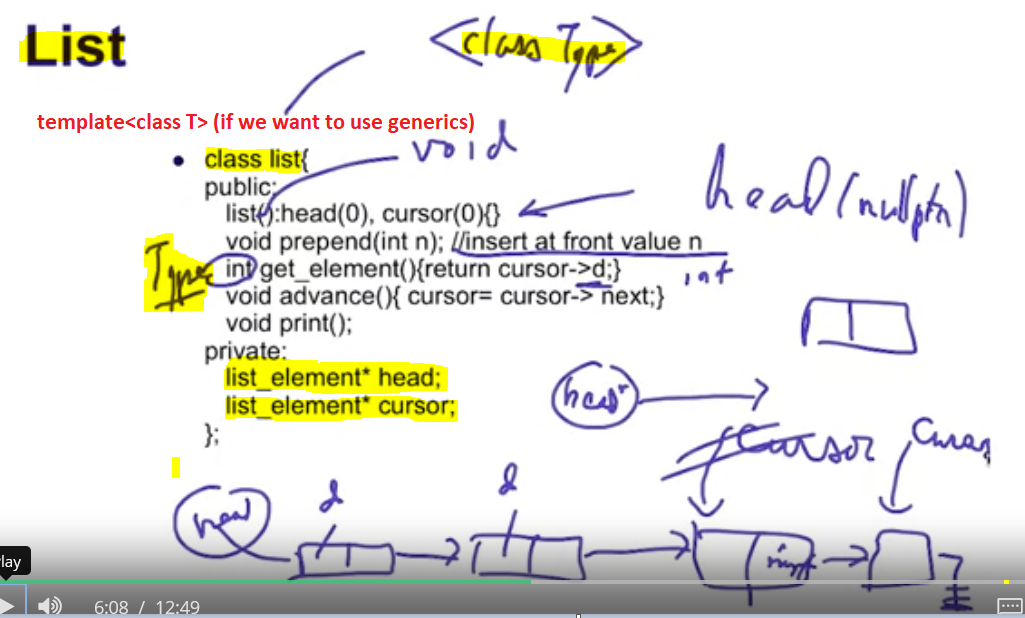 List
<class Type>
template<class T> (if we want to use generics)
void
• class list{
public:
list():head(0), cursor(0){}
head(nullptr)
void prepend(int n); //insert at front value n
Type
int get_element(){return cursor->d;}
int
void advance(){ cursor= cursor-> next;}
void print();
private:
list_element* head;
head
list_element* cursor;
};
cursor
head
d
d
lay
6:08 / 12:49